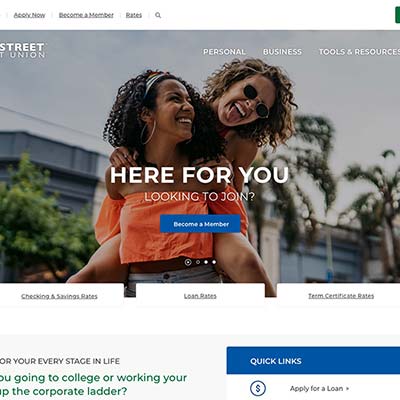 Apply Now
Become a Member
Rates
STREET
T UNION
PERSONAL
BUSINESS
TOOLS & RESOURCES
HERE FOR YOU
LOOKING TO JOIN?
Become a Member
Checking & Savings Rates
Loan Rates
Term Certificate Rates
OR YOUR EVERY STAGE IN LIFE
ou going to college or working your
up the corporate ladder?
QUICK LINKS
Apply for a Loan »